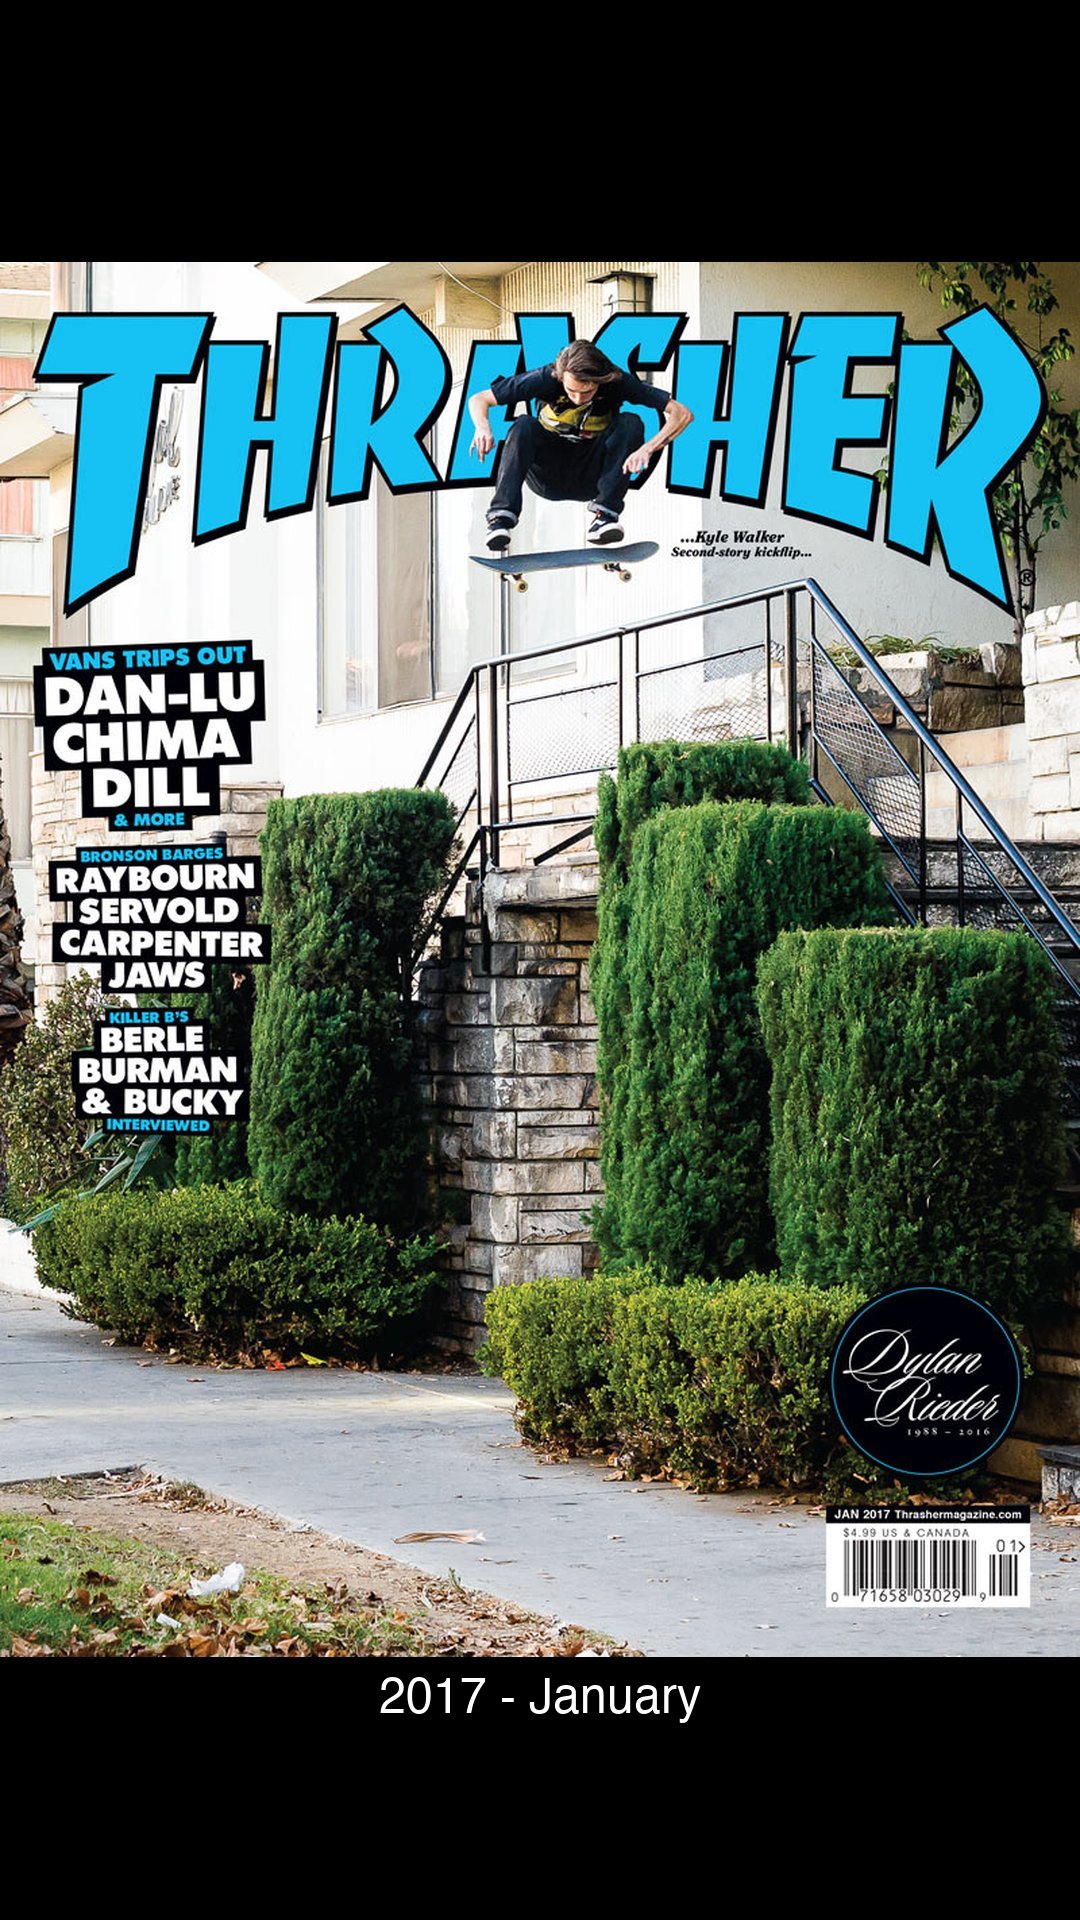 THRASHER
®
...Kyle Walker
Second-story kickflip...
VANS TRIPS OUT
DAN-LU
CHIMA
DILL
& MORE
BRONSON BARGES
RAYBOURN
SERVOLD
CARPENTER
JAWS
KILLER B'S
BERLE
BURMAN
& BUCKY
INTERVIEWED
Dylan
Rieder
1988 – 2016
JAN 2017 Thrashermagazine.com
$4.99 US & CANADA
01>
0 71658 03029 9
2017 - January